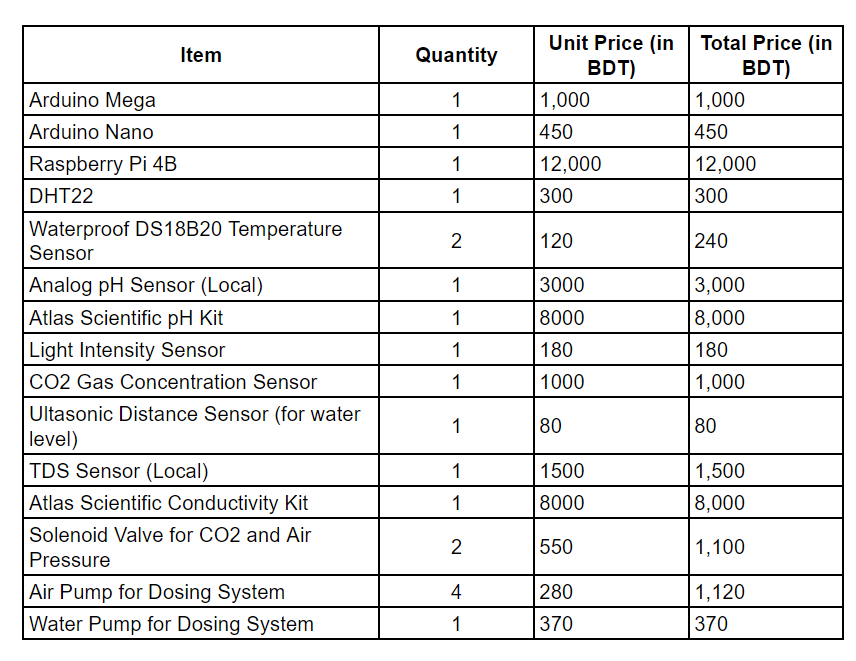 Item Quantity Unit Price (in BDT) Total Price (in BDT)
Arduino Mega 1 1,000 1,000
Arduino Nano 1 450 450
Raspberry Pi 4B 1 12,000 12,000
DHT22 1 300 300
Waterproof DS18B20 Temperature Sensor 2 120 240
Analog pH Sensor (Local) 1 3000 3,000
Atlas Scientific pH Kit 1 8000 8,000
Light Intensity Sensor 1 180 180
CO2 Gas Concentration Sensor 1 1000 1,000
Ultasonic Distance Sensor (for water level) 1 80 80
TDS Sensor (Local) 1 1500 1,500
Atlas Scientific Conductivity Kit 1 8000 8,000
Solenoid Valve for CO2 and Air Pressure 2 550 1,100
Air Pump for Dosing System 4 280 1,120
Water Pump for Dosing System 1 370 370